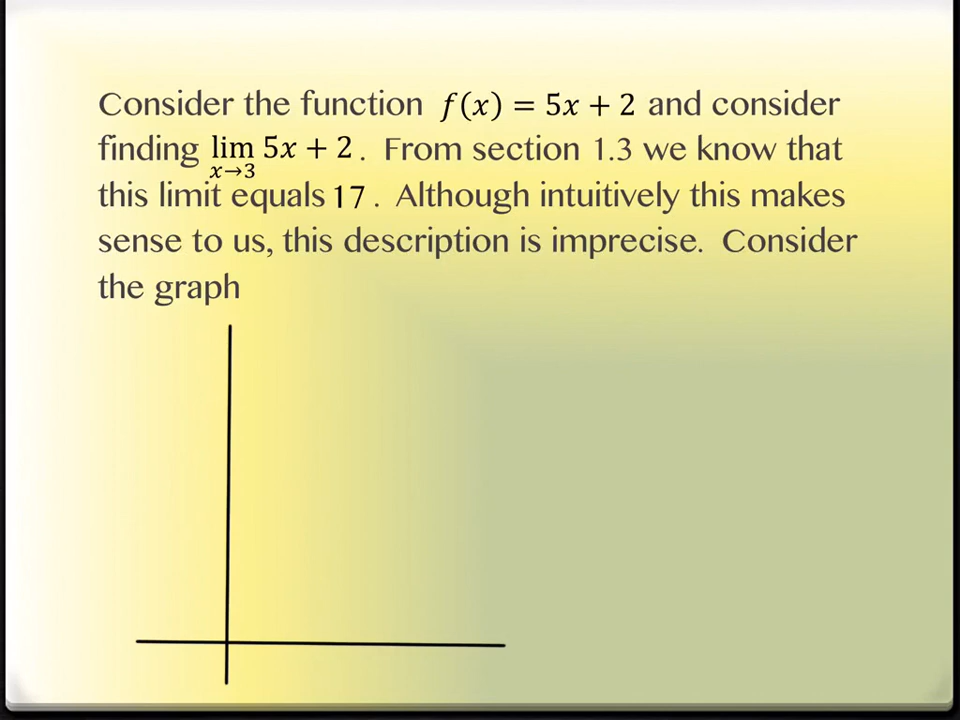 Consider the function f(x) = 5x + 2 and consider
finding lim x→3 5x + 2 . From section 1.3 we know that
this limit equals 17 . Although intuitively this makes
sense to us, this description is imprecise. Consider
the graph